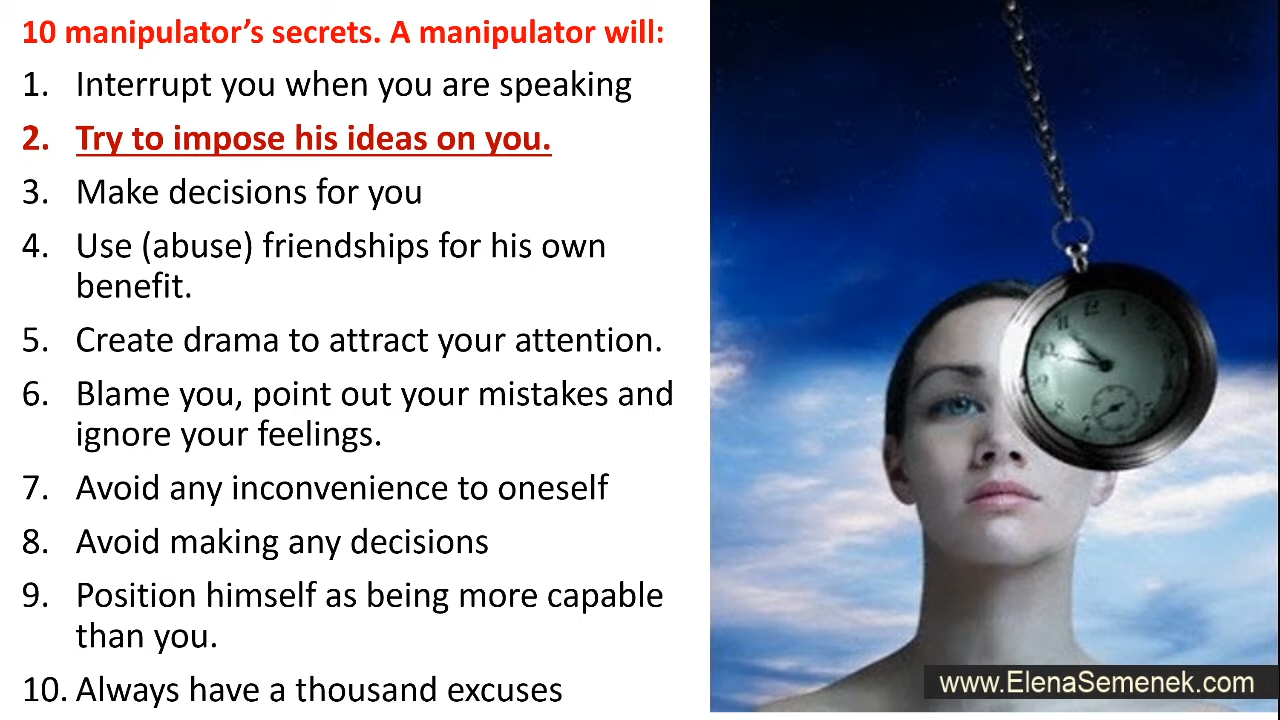 10 manipulator’s secrets. A manipulator will:
1. Interrupt you when you are speaking
2. Try to impose his ideas on you.
3. Make decisions for you
4. Use (abuse) friendships for his own
benefit.
5. Create drama to attract your attention.
6. Blame you, point out your mistakes and
ignore your feelings.
7. Avoid any inconvenience to oneself
8. Avoid making any decisions
9. Position himself as being more capable
than you.
10. Always have a thousand excuses
www.ElenaSemenek.com